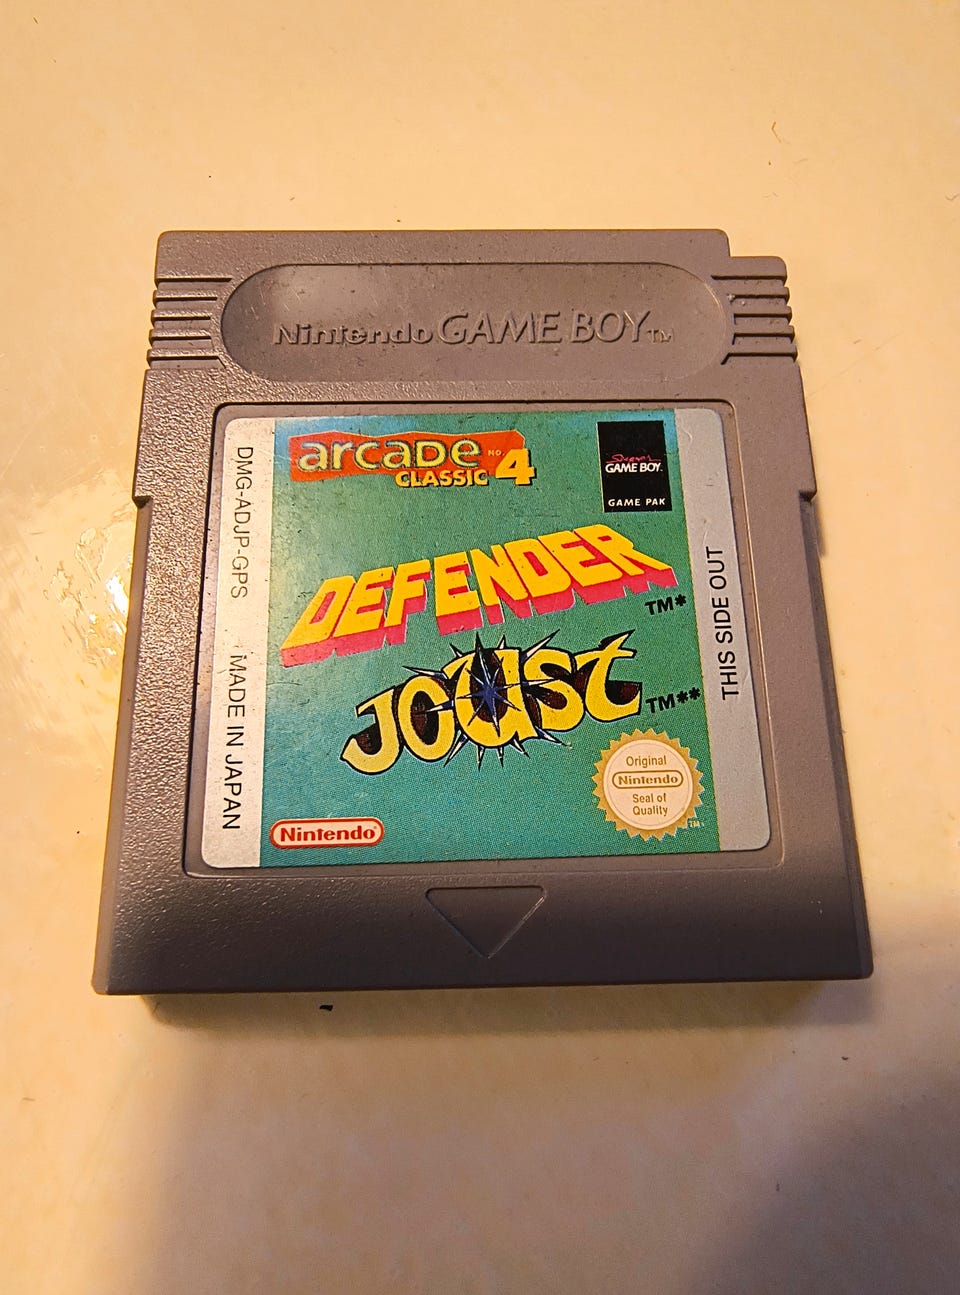 Nintendo GAME BOY TM
arcade NO. 4
CLASSIC
Super
GAME BOY.
GAME PAK
DEFENDER TM*
JOUST TM**
Nintendo
Original
Nintendo
Seal of
Quality
TM
DMG-ADJP-GPS MADE IN JAPAN
THIS SIDE OUT